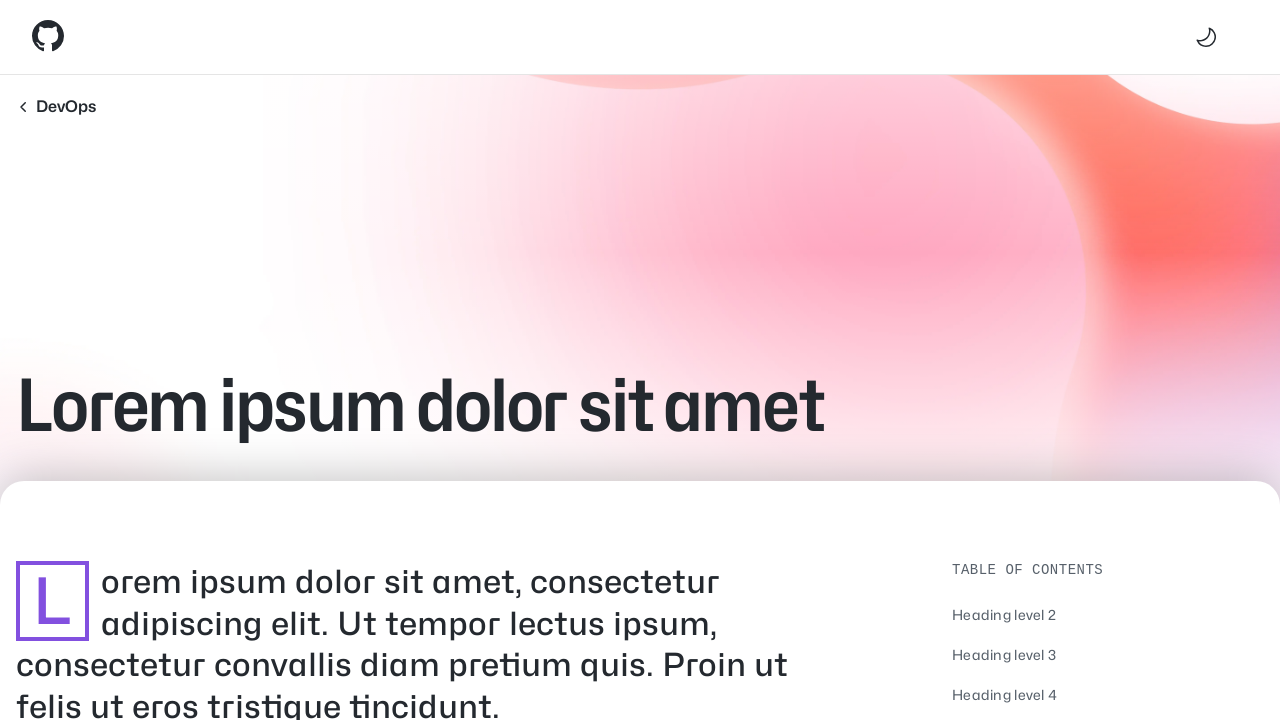 DevOps
Lorem ipsum dolor sit amet
Lorem ipsum dolor sit amet, consectetur
adipiscing elit. Ut tempor lectus ipsum,
consectetur convallis diam pretium quis. Proin ut
felis ut eros tristique tincidunt.
TABLE OF CONTENTS
Heading level 2
Heading level 3
Heading level 4